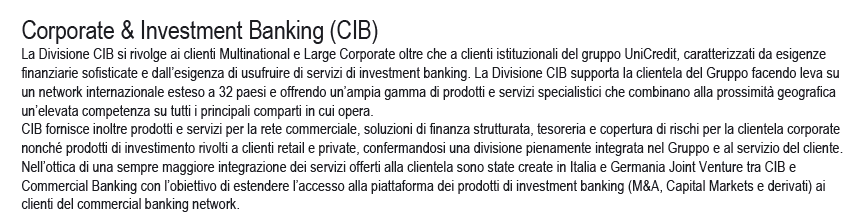 Corporate & Investment Banking (CIB)
La Divisione CIB si rivolge ai clienti Multinational e Large Corporate oltre che a clienti istituzionali del gruppo UniCredit, caratterizzati da esigenze
finanziarie sofisticate e dall’esigenza di usufruire di servizi di investment banking. La Divisione CIB supporta la clientela del Gruppo facendo leva su
un network internazionale esteso a 32 paesi e offrendo un’ampia gamma di prodotti e servizi specialistici che combinano alla prossimità geografica
un’elevata competenza su tutti i principali comparti in cui opera.
CIB fornisce inoltre prodotti e servizi per la rete commerciale, soluzioni di finanza strutturata, tesoreria e copertura di rischi per la clientela corporate
nonché prodotti di investimento rivolti a clienti retail e private, confermandosi una divisione pienamente integrata nel Gruppo e al servizio del cliente.
Nell’ottica di una sempre maggiore integrazione dei servizi offerti alla clientela sono state create in Italia e Germania Joint Venture tra CIB e
Commercial Banking con l’obiettivo di estendere l’accesso alla piattaforma dei prodotti di investment banking (M&A, Capital Markets e derivati) ai
clienti del commercial banking network.